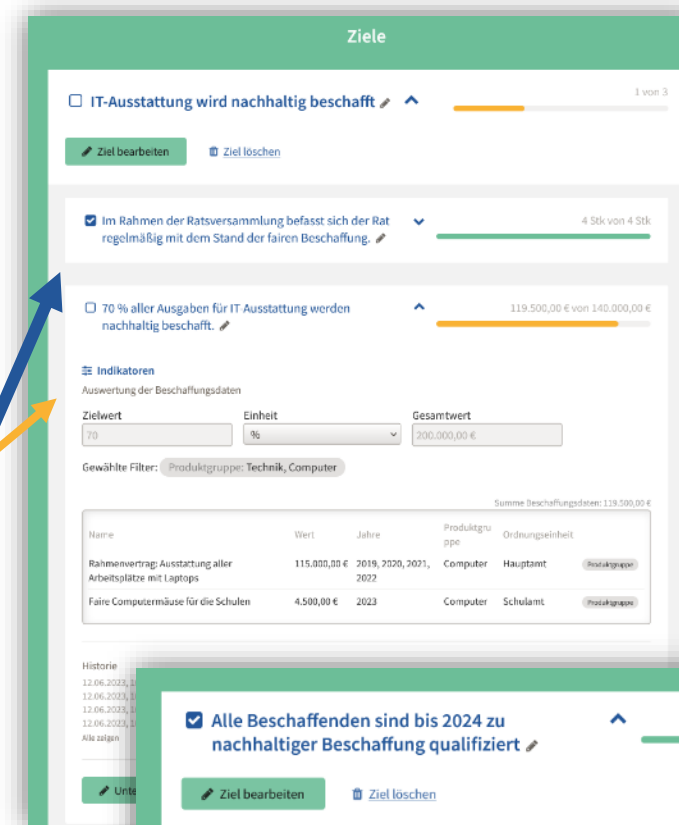 Ziele
IT-Ausstattung wird nachhaltig beschafft
1 von 3
Ziel bearbeiten
Ziel löschen
Im Rahmen der Ratsversammlung befasst sich der Rat
regelmäßig mit dem Stand der fairen Beschaffung.
4 Stk von 4 Stk
70 % aller Ausgaben für IT-Ausstattung werden
nachhaltig beschafft.
119.500,00 € von 140.000,00 €
Indikatoren
Auswertung der Beschaffungsdaten
Zielwert Einheit Gesamtwert
70 % 200.000,00 €
Gewählte Filter: Produktgruppe: Technik, Computer
Summe Beschaffungsdaten: 119.500,00 €
Name Wert Jahre Produktgru
ppe Ordnungseinheit
Rahmenvertrag: Ausstattung aller
Arbeitsplätze mit Laptops 115.000,00 € 2019, 2020, 2021,
2022 Computer Hauptamt Produktgruppe
Faire Computermäuse für die Schulen 4.500,00 € 2023 Computer Schulamt Produktgruppe
Historie
12.06.2023,
12.06.2023,
12.06.2023,
12.06.2023,
Alle zeigen
Unte
Alle Beschaffenden sind bis 2024 zu
nachhaltiger Beschaffung qualifiziert
Ziel bearbeiten
Ziel löschen